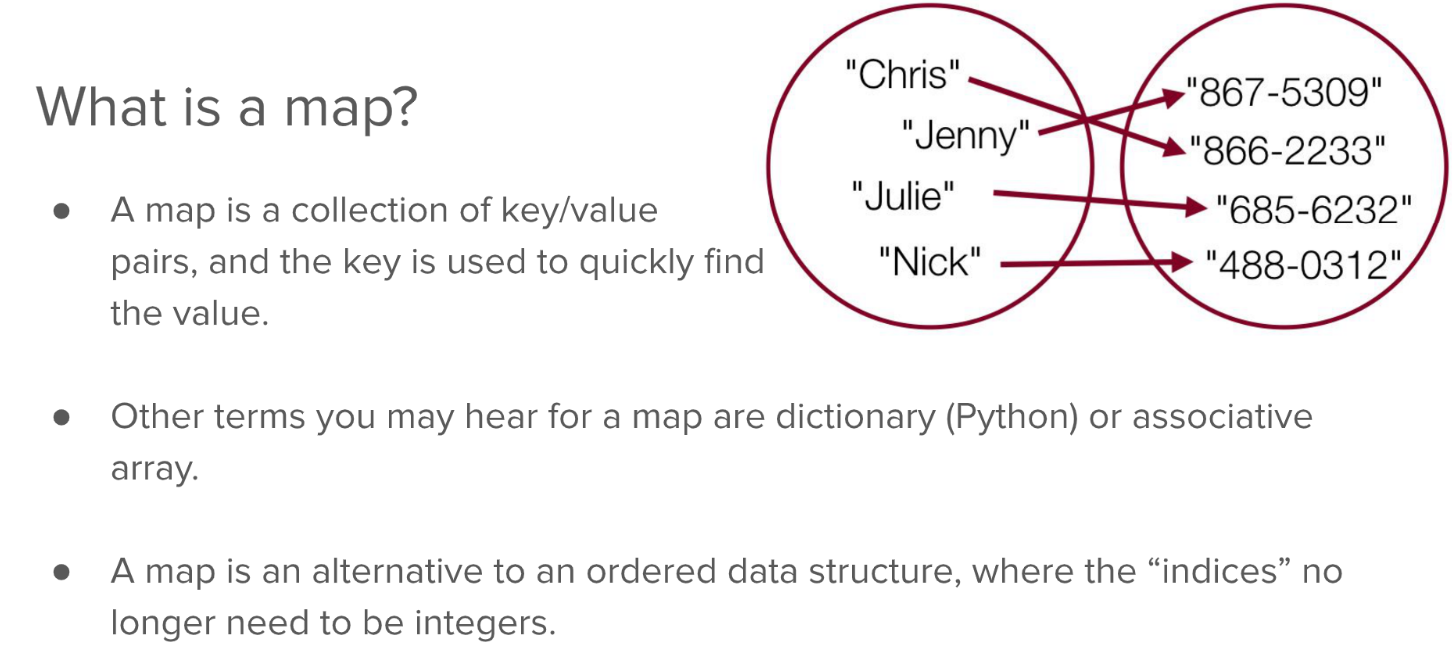 What is a map?
● A map is a collection of key/value
pairs, and the key is used to quickly find
the value.
● Other terms you may hear for a map are dictionary (Python) or associative
array.
● A map is an alternative to an ordered data structure, where the “indices” no
longer need to be integers.
"Chris"
"Jenny"
"Julie"
"Nick"
"867-5309"
"866-2233"
"685-6232"
"488-0312"